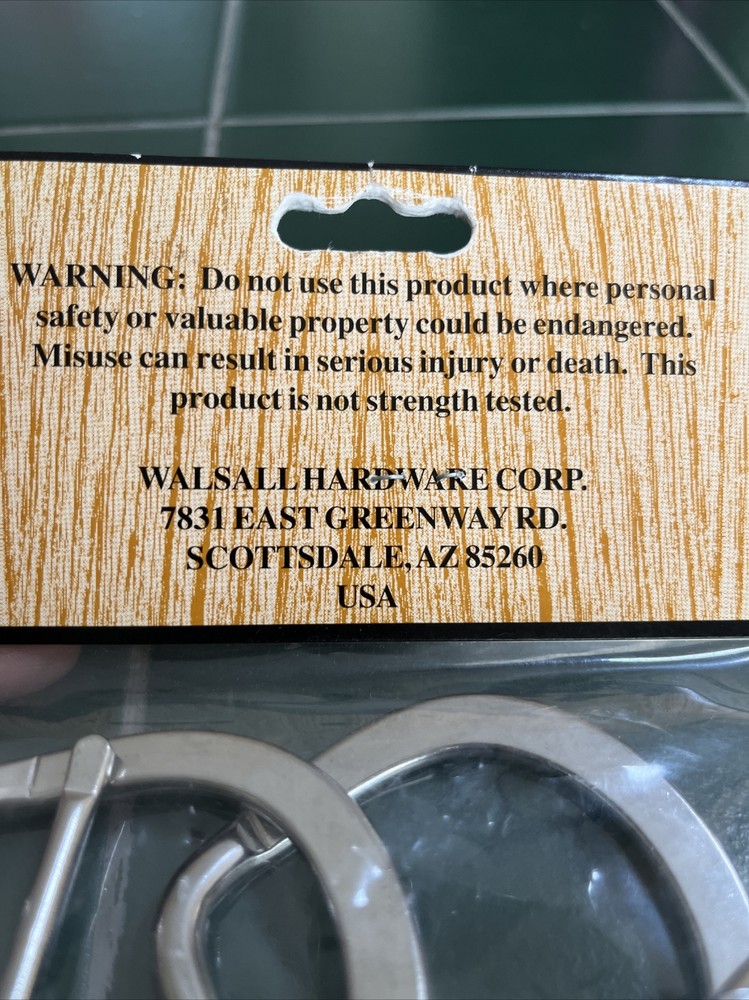 WARNING: Do not use this product where personal
safety or valuable property could be endangered.
Misuse can result in serious injury or death. This
product is not strength tested.
WALSALL HARDWARE CORP.
7831 EAST GREENWAY RD.
SCOTTSDALE, AZ 85260
USA